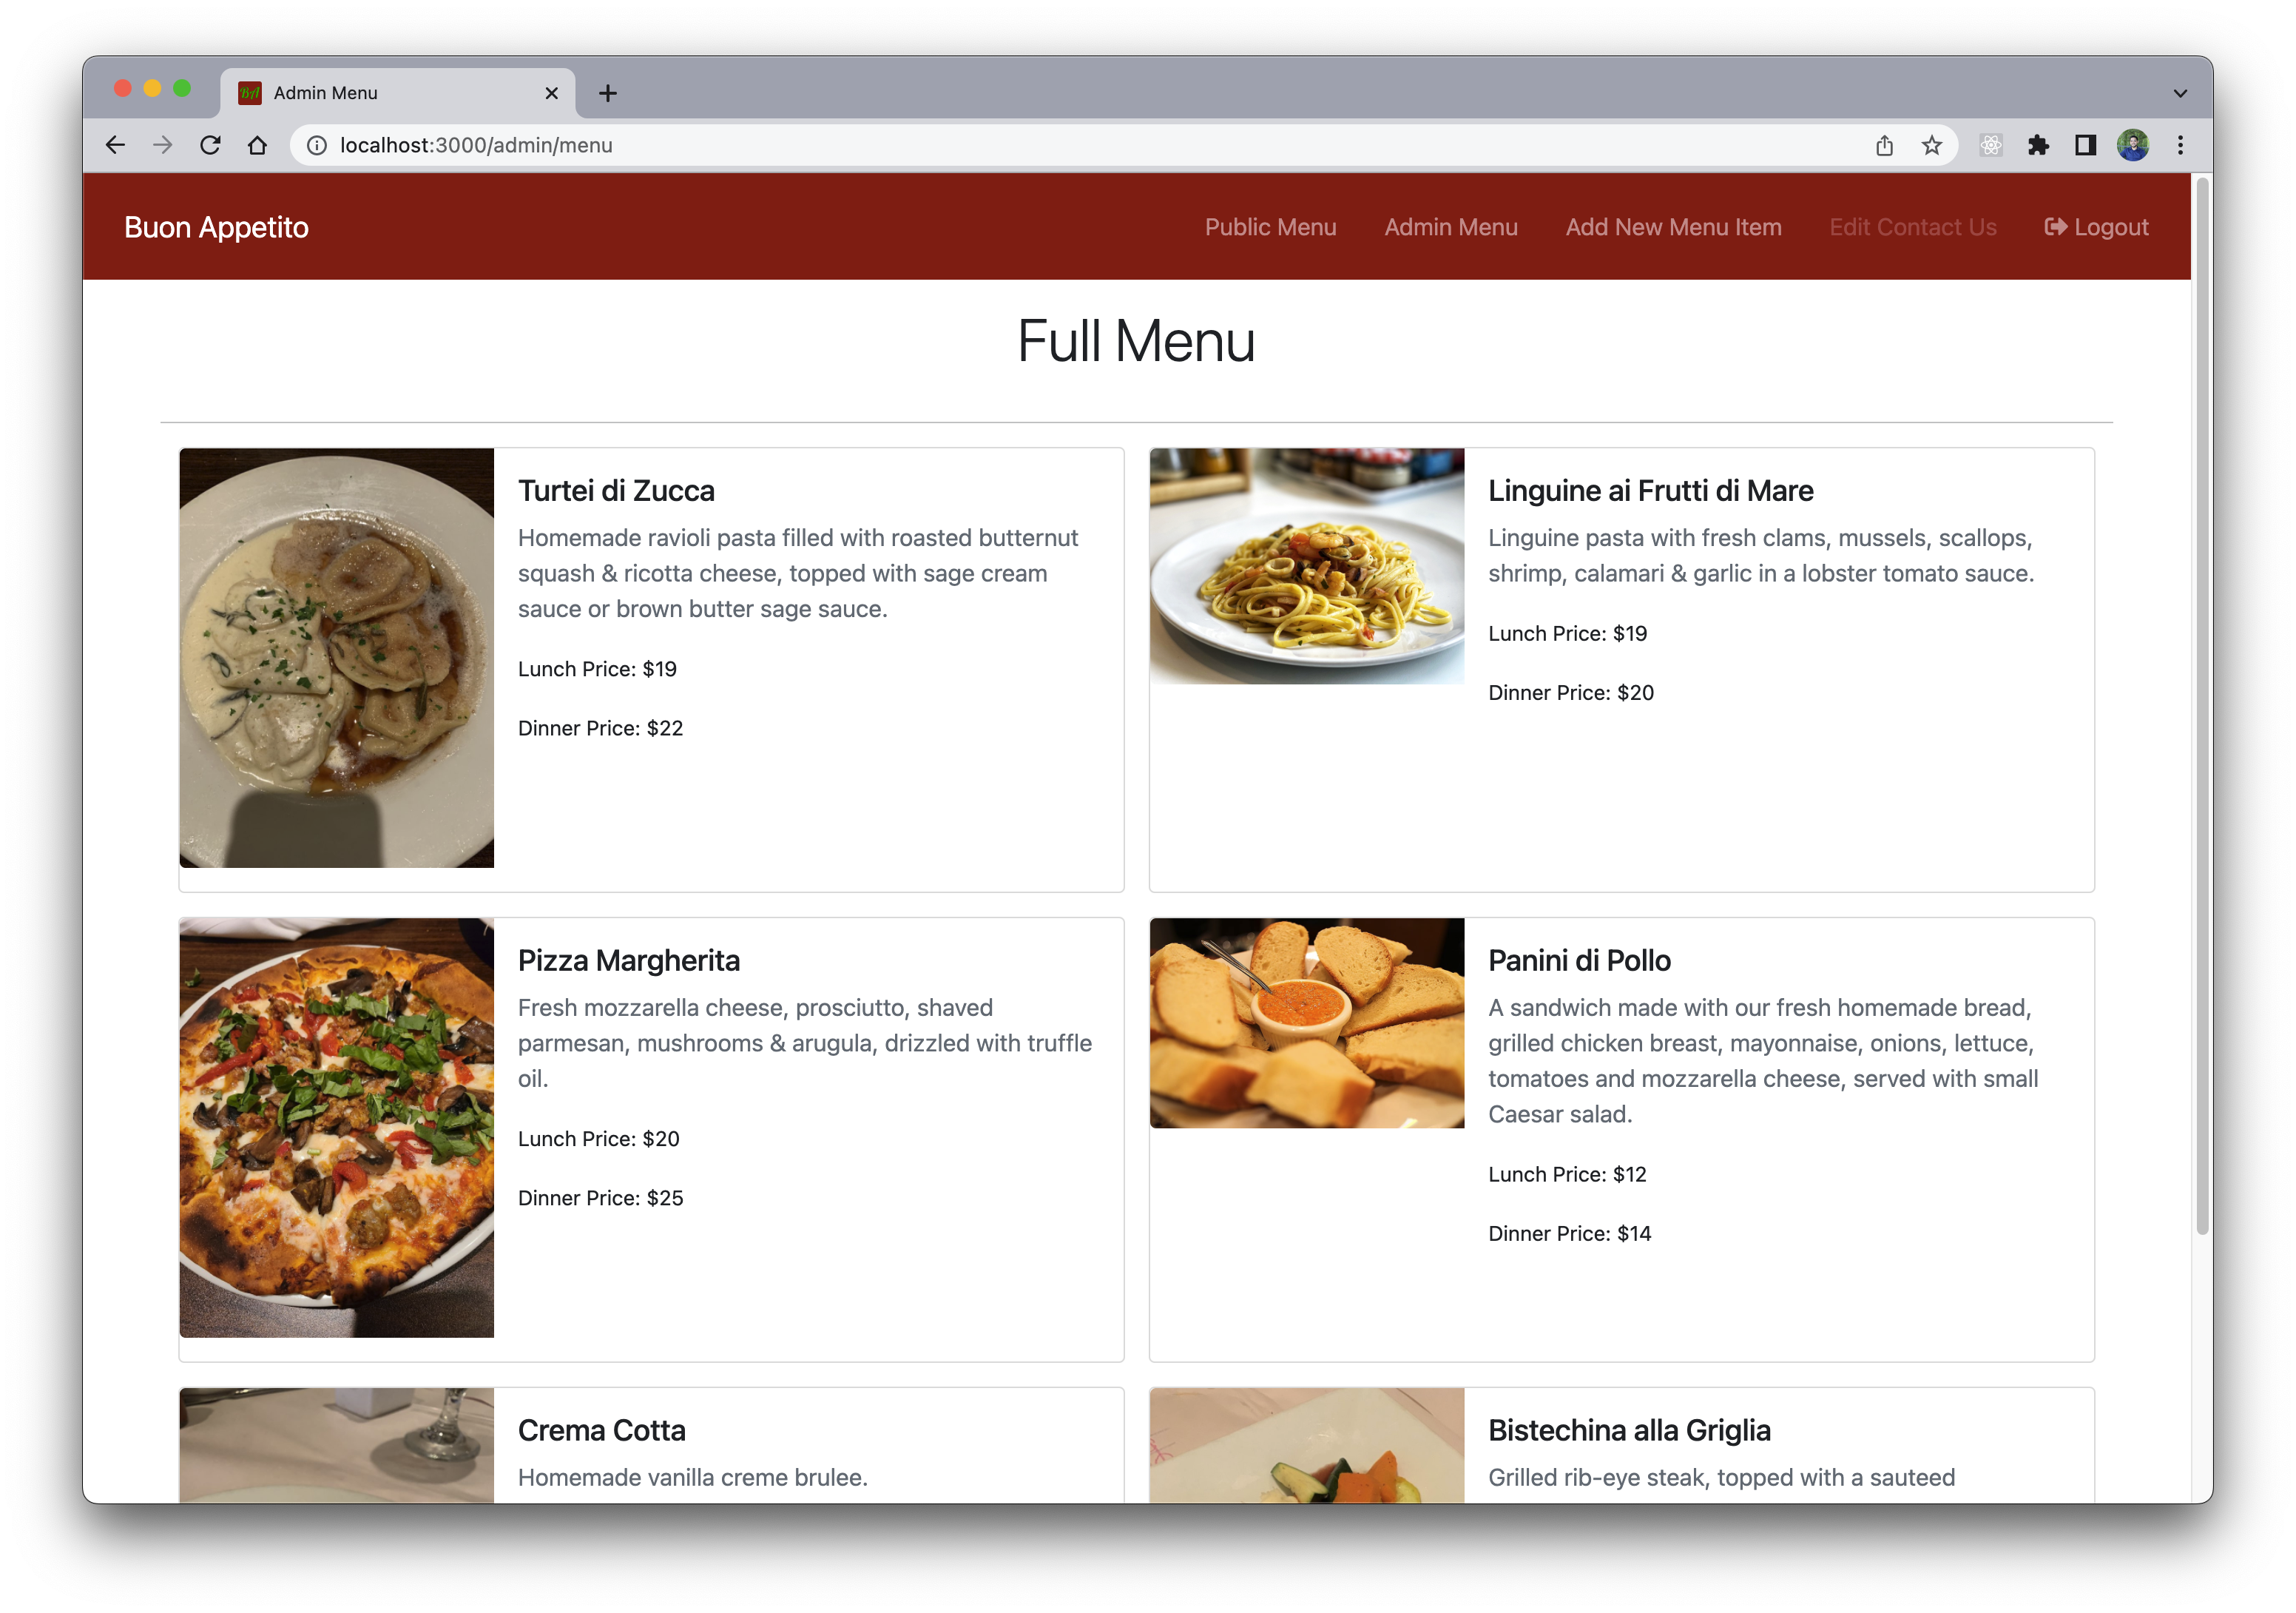 Admin Menu
localhost:3000/admin/menu
Buon Appetito
Public Menu
Admin Menu
Add New Menu Item
Edit Contact Us
Logout
Full Menu
Turtei di Zucca
Homemade ravioli pasta filled with roasted butternut
squash & ricotta cheese, topped with sage cream
sauce or brown butter sage sauce.
Lunch Price: $19
Dinner Price: $22
Linguine ai Frutti di Mare
Linguine pasta with fresh clams, mussels, scallops,
shrimp, calamari & garlic in a lobster tomato sauce.
Lunch Price: $19
Dinner Price: $20
Pizza Margherita
Fresh mozzarella cheese, prosciutto, shaved
parmesan, mushrooms & arugula, drizzled with truffle
oil.
Lunch Price: $20
Dinner Price: $25
Panini di Pollo
A sandwich made with our fresh homemade bread,
grilled chicken breast, mayonnaise, onions, lettuce,
tomatoes and mozzarella cheese, served with small
Caesar salad.
Lunch Price: $12
Dinner Price: $14
Crema Cotta
Homemade vanilla creme brulee.
Bistechina alla Griglia
Grilled rib-eye steak, topped with a sauteed